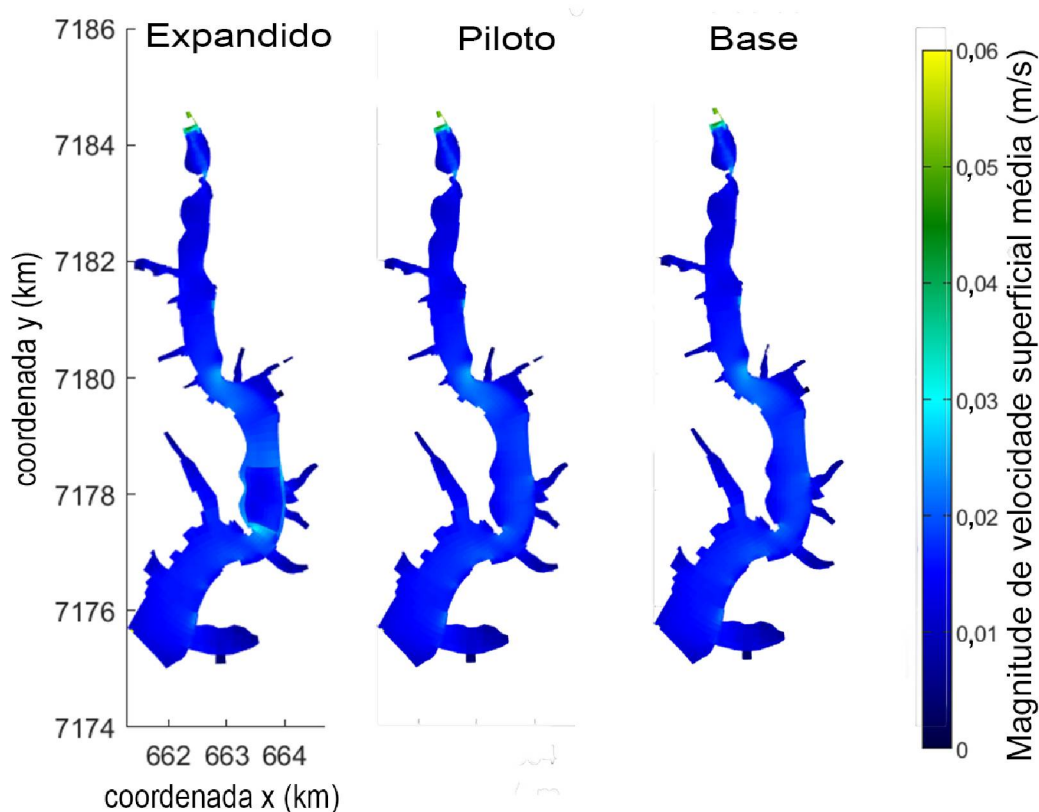 Expandido Piloto Base
7186
7184
7182
7180
7178
7176
7174
coordenada y (km)
662 663 664
coordenada x (km)
0,06
0,05
0,04
0,03
0,02
0,01
0
Magnitude de velocidade superficial média (m/s)